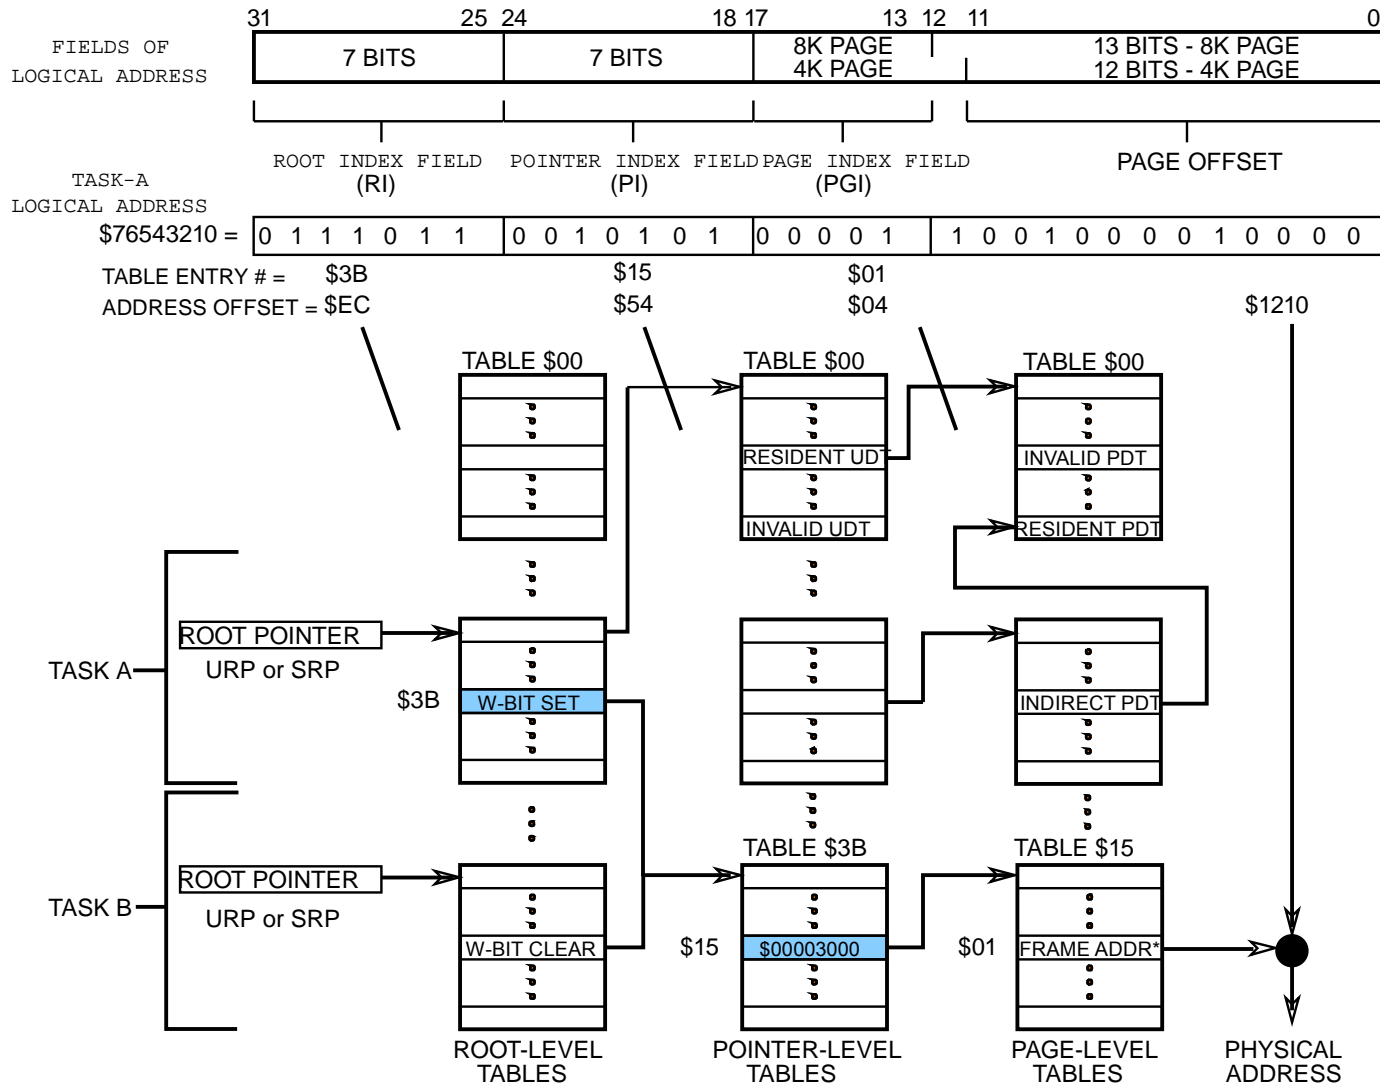 31 25 24 18 17 13 12 11 0
FIELDS OF
LOGICAL ADDRESS
7 BITS 7 BITS 8K PAGE 13 BITS - 8K PAGE
4K PAGE 12 BITS - 4K PAGE
ROOT INDEX FIELD POINTER INDEX FIELD PAGE INDEX FIELD PAGE OFFSET
(RI) (PI) (PGI)
TASK-A
LOGICAL ADDRESS
$76543210 = 0 1 1 1 0 1 1 0 0 1 0 1 0 1 0 0 0 0 1 1 0 0 1 0 0 0 0 1 0 0 0 0
TABLE ENTRY # = $3B $15 $01
ADDRESS OFFSET = $EC $54 $04 $1210
TABLE $00 TABLE $00 TABLE $00
RESIDENT UDT INVALID PDT
INVALID UDT RESIDENT PDT
ROOT POINTER
TASK A URP or SRP
$3B W-BIT SET INDIRECT PDT
TABLE $3B TABLE $15
ROOT POINTER
TASK B URP or SRP
W-BIT CLEAR $15 $00003000 $01 FRAME ADDR*
ROOT-LEVEL POINTER-LEVEL PAGE-LEVEL PHYSICAL
TABLES TABLES TABLES ADDRESS